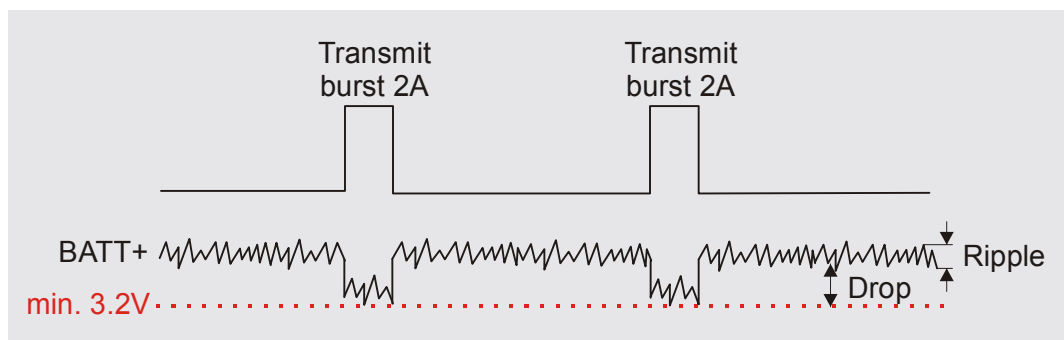 Transmit
burst 2A
Transmit
burst 2A
BATT+
Ripple
Drop
min. 3.2V